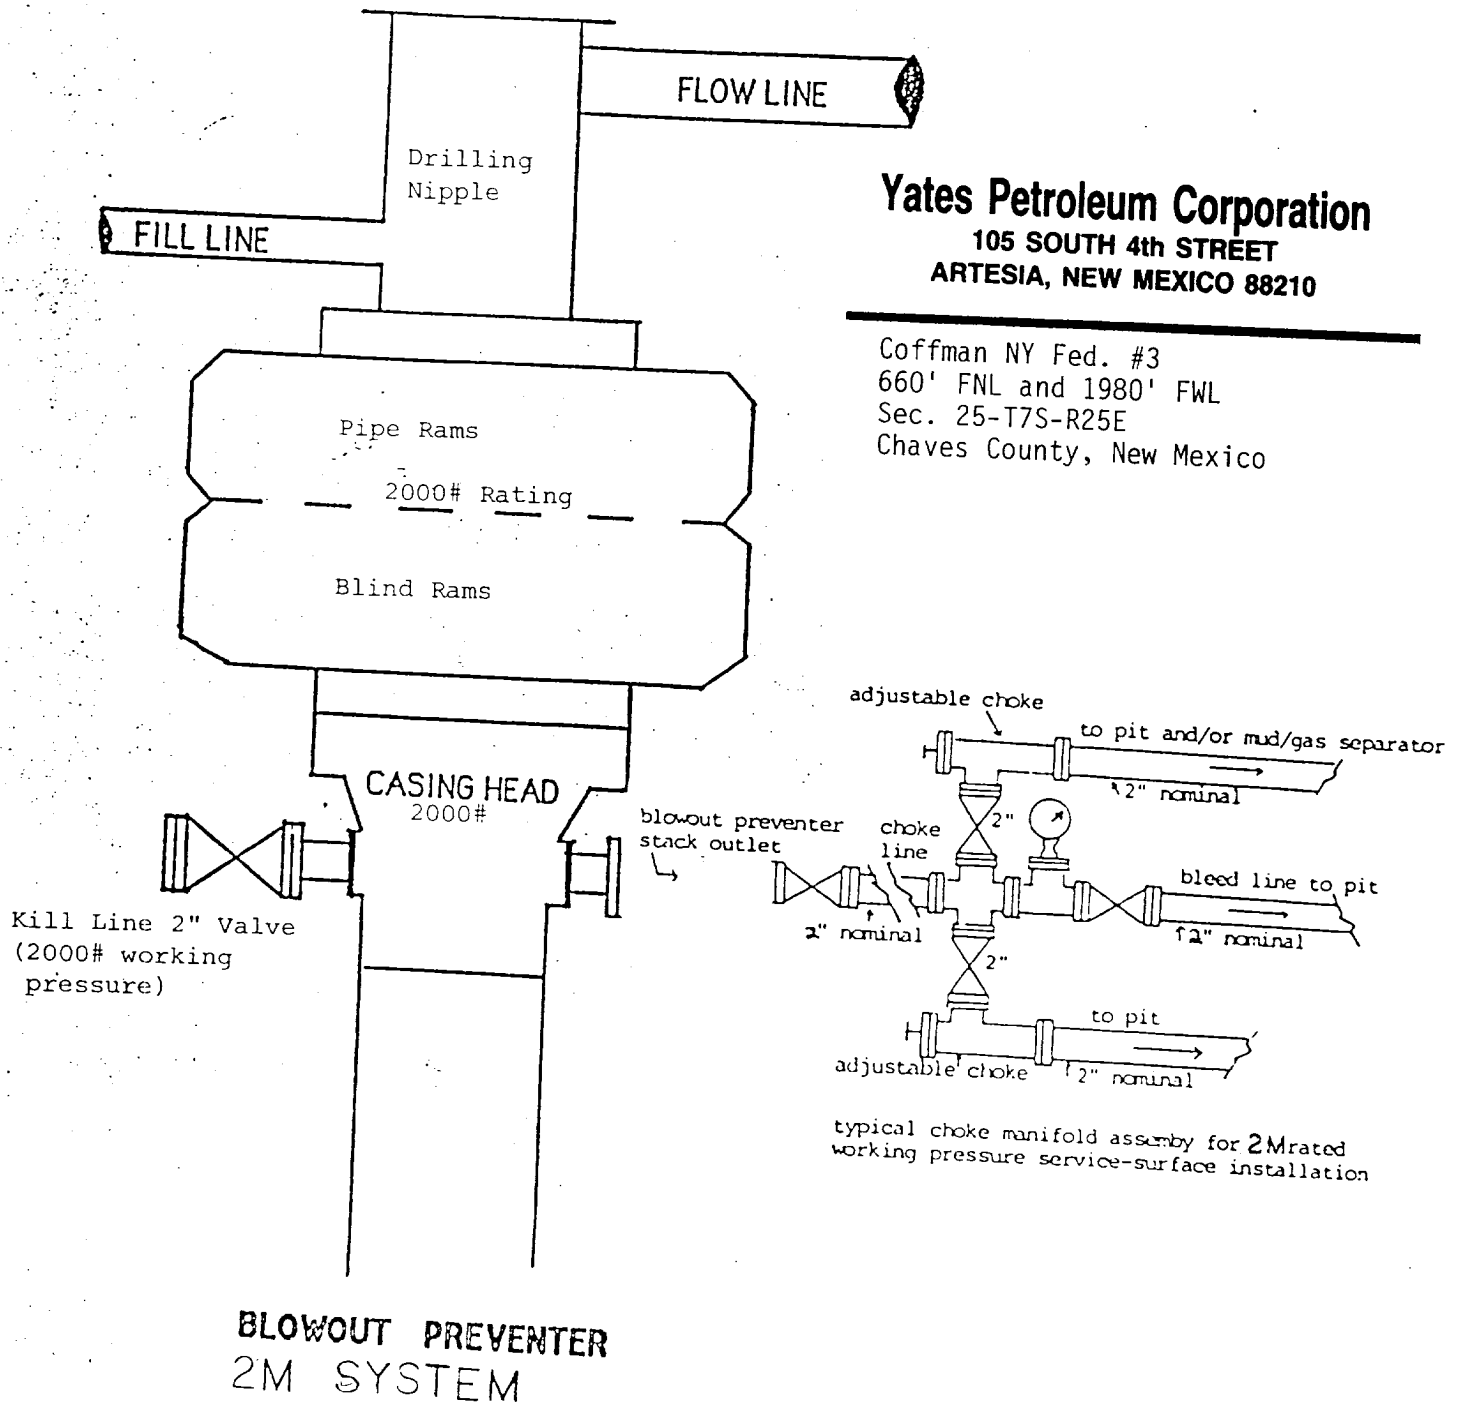 FLOW LINE
Drilling
Nipple
FILL LINE
Yates Petroleum Corporation
105 SOUTH 4th STREET
ARTESIA, NEW MEXICO 88210
Coffman NY Fed. #3
660' FNL and 1980' FWL
Sec. 25-T7S-R25E
Chaves County, New Mexico
Pipe Rams
2000# Rating
Blind Rams
CASING HEAD
2000#
Kill Line 2" Valve
(2000# working
pressure)
blowout preventer
stack outlet
adjustable choke
to pit and/or mud/gas separator
2" nominal
2"
choke
line
2" nominal
bleed line to pit
2" nominal
2"
to pit
adjustable choke
2" nominal
typical choke manifold assemby for 2M rated
working pressure service-surface installation
BLOWOUT PREVENTER
2M SYSTEM